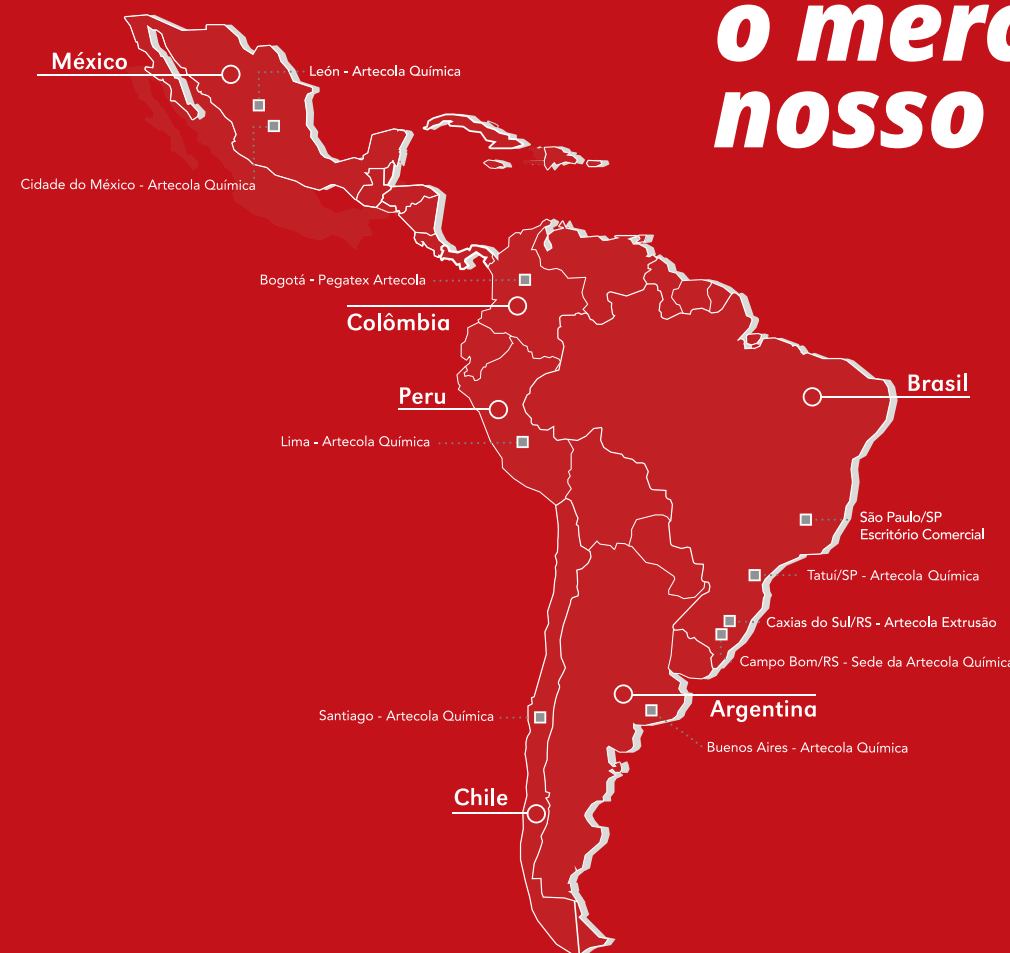 o merc
nosso
México
León - Artecola Química
Cidade do México - Artecola Química
Bogotá - Pegatex Artecola
Colômbia
Peru
Brasil
Lima - Artecola Química
São Paulo/SP
Escritório Comercial
Tatuí/SP - Artecola Química
Caxias do Sul/RS - Artecola Extrusão
Campo Bom/RS - Sede da Artecola Química
Argentina
Santiago - Artecola Química
Buenos Aires - Artecola Química
Chile